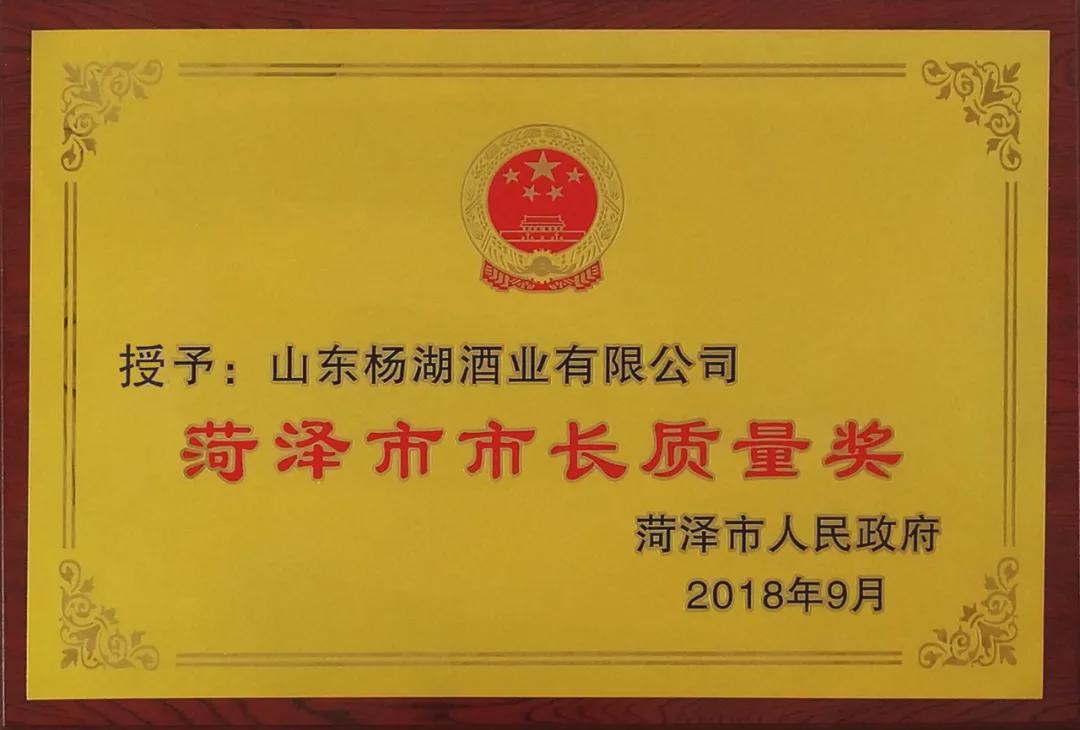 授予：山东杨湖酒业有限公司
菏泽市市长质量奖
菏泽市人民政府
2018年9月